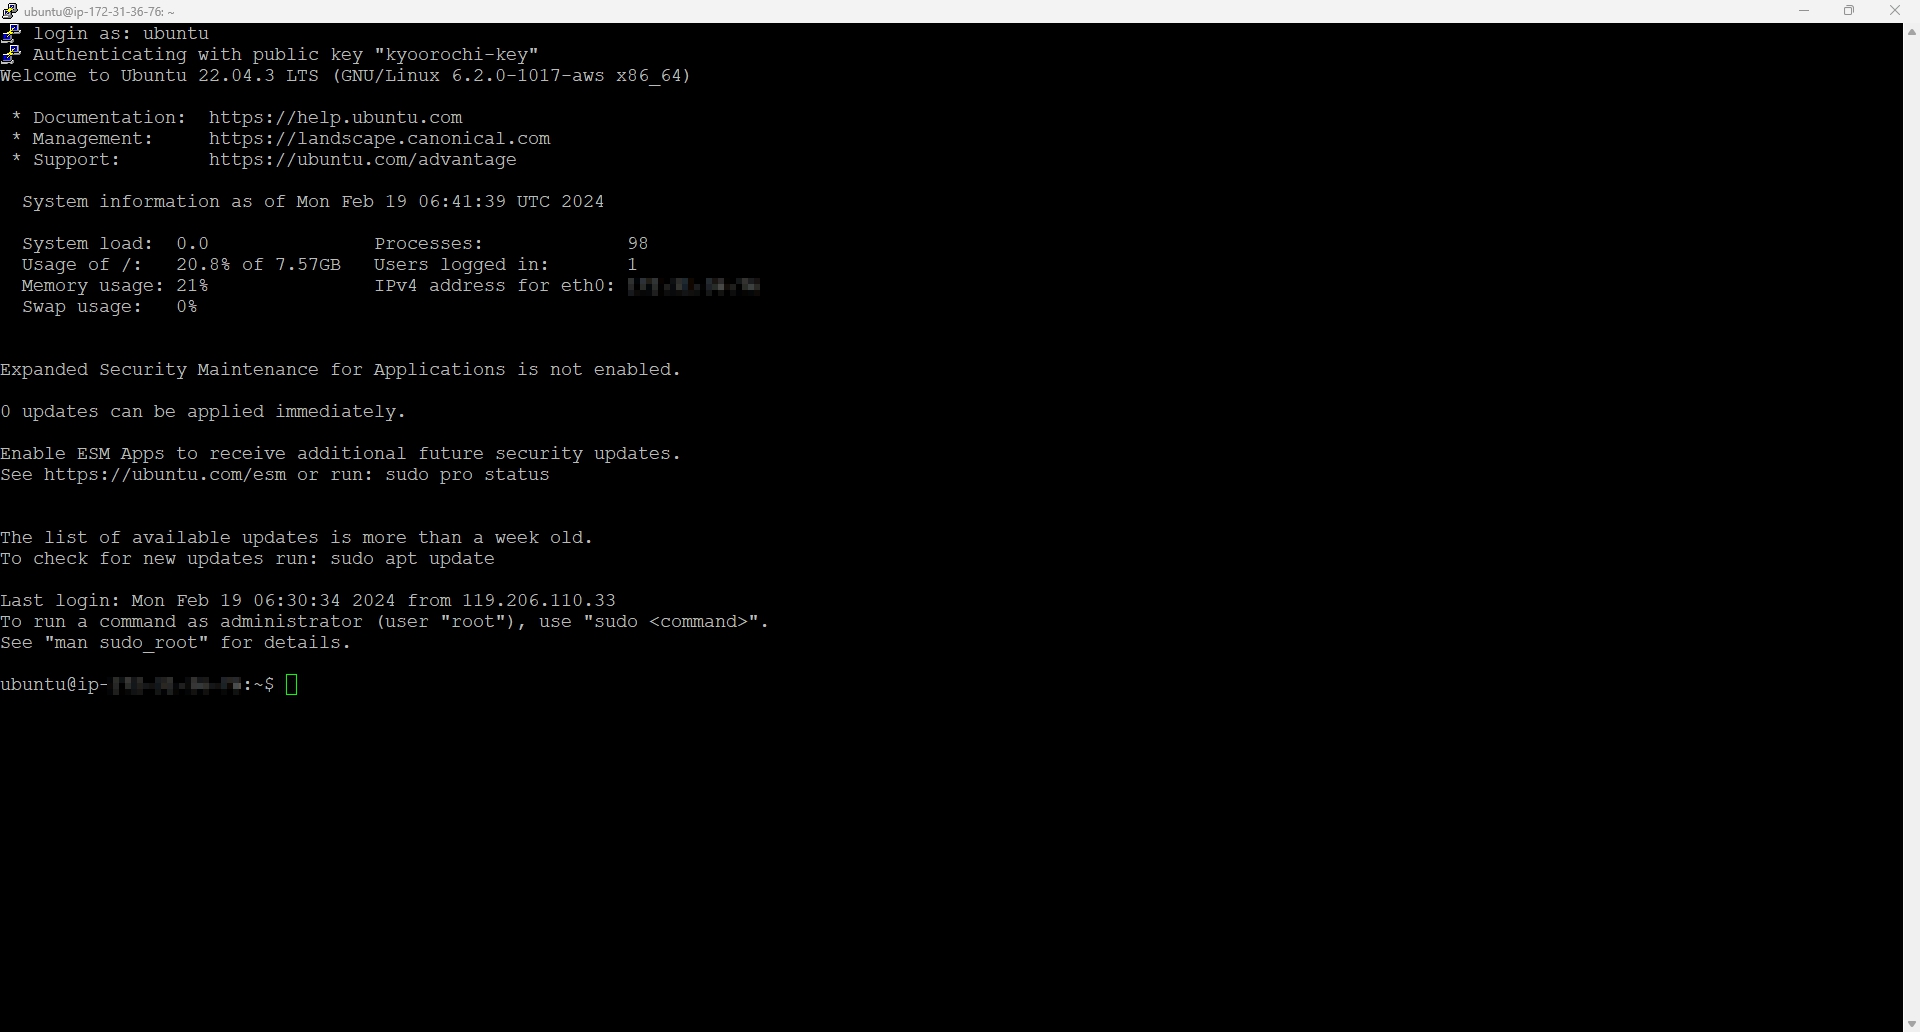 ubuntu@ip-172-31-36-76: ~
login as: ubuntu
Authenticating with public key "kyoorochi-key"
Welcome to Ubuntu 22.04.3 LTS (GNU/Linux 6.2.0-1017-aws x86_64)
* Documentation:  https://help.ubuntu.com
* Management:     https://landscape.canonical.com
* Support:        https://ubuntu.com/advantage
System information as of Mon Feb 19 06:41:39 UTC 2024
System load:  0.0               Processes:             98
Usage of /:   20.8% of 7.57GB   Users logged in:       1
Memory usage: 21%               IPv4 address for eth0:
Swap usage:   0%
Expanded Security Maintenance for Applications is not enabled.
0 updates can be applied immediately.
Enable ESM Apps to receive additional future security updates.
See https://ubuntu.com/esm or run: sudo pro status
The list of available updates is more than a week old.
To check for new updates run: sudo apt update
Last login: Mon Feb 19 06:30:34 2024 from 119.206.110.33
To run a command as administrator (user "root"), use "sudo <command>".
See "man sudo_root" for details.
ubuntu@ip-:~$